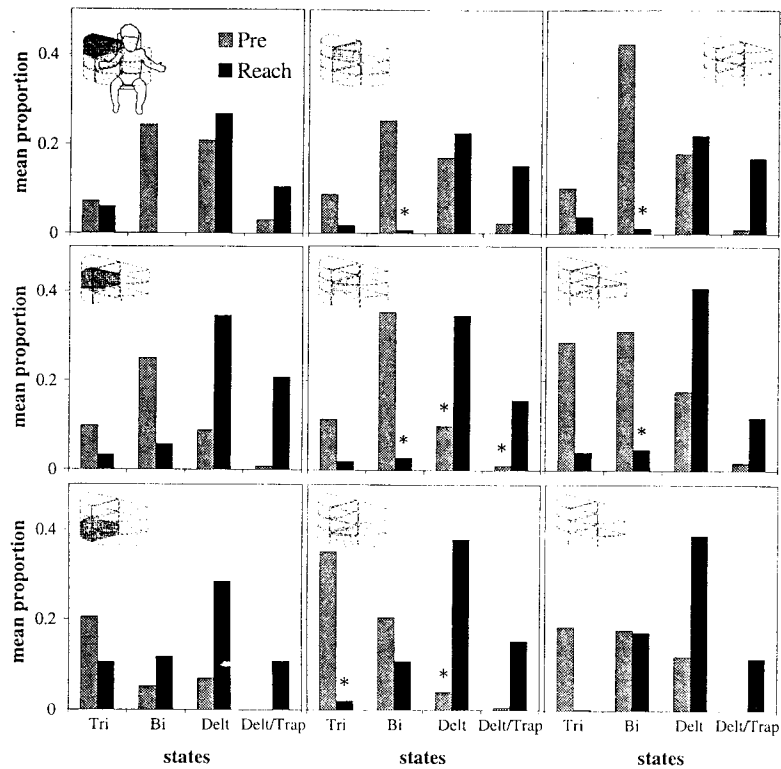 0.4
Pre
Reach
0.2
mean proportion
0
*
*
0.4
0.2
mean proportion
0
*
*
*
*
0.4
0.2
mean proportion
0
*
*
Tri Bi Delt Delt/Trap
Tri Bi Delt Delt/Trap
Tri Bi Delt Delt/Trap
states
states
states